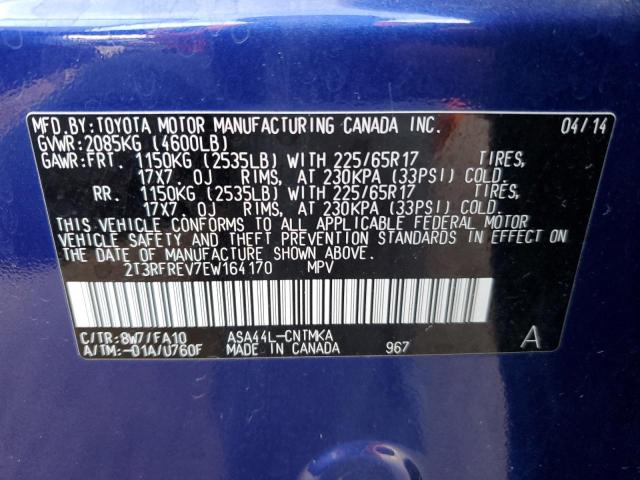 MFD.BY:TOYOTA MOTOR MANUFACTURING CANADA INC. 04/14
GVWR:2085KG (4600LB)
GAWR:FRT. 1150KG (2535LB) WITH 225/65R17 TIRES,
17X7. 0J RIMS, AT 230KPA (33PSI) COLD.
RR. 1150KG (2535LB) WITH 225/65R17 TIRES,
17X7. 0J RIMS, AT 230KPA (33PSI) COLD.
THIS VEHICLE CONFORMS TO ALL APPLICABLE FEDERAL MOTOR
VEHICLE SAFETY AND THEFT PREVENTION STANDARDS IN EFFECT ON
THE DATE OF MANUFACTURE SHOWN ABOVE.
2T3RFREV7EW164170 MPV
C/TR:8W7/FA10 ASA44L-CNTMKA
A/TM:-01A/U760F MADE IN CANADA 967 A